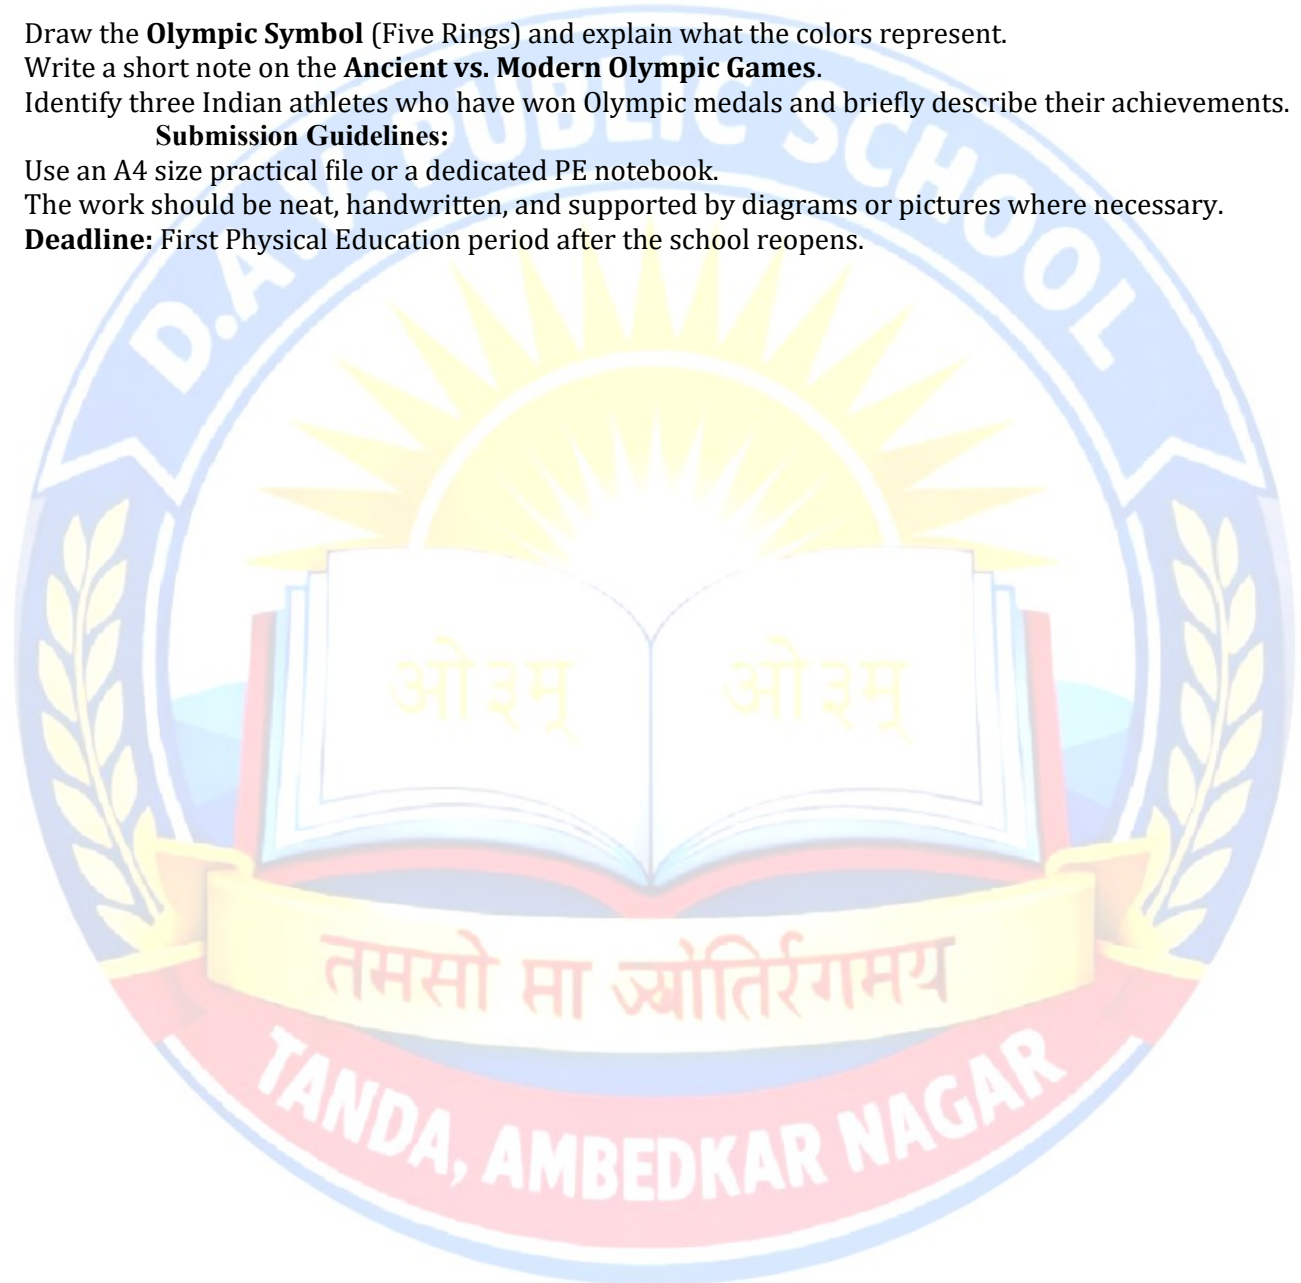 Draw the Olympic Symbol (Five Rings) and explain what the colors represent.
Write a short note on the Ancient vs. Modern Olympic Games.
Identify three Indian athletes who have won Olympic medals and briefly describe their achievements.
Submission Guidelines:
Use an A4 size practical file or a dedicated PE notebook.
The work should be neat, handwritten, and supported by diagrams or pictures where necessary.
Deadline: First Physical Education period after the school reopens.
D.A.V. PUBLIC SCHOOL
ओ३म् ओ३म्
तमसो मा ज्योतिर्रगमय
TANDA, AMBEDKAR NAGAR